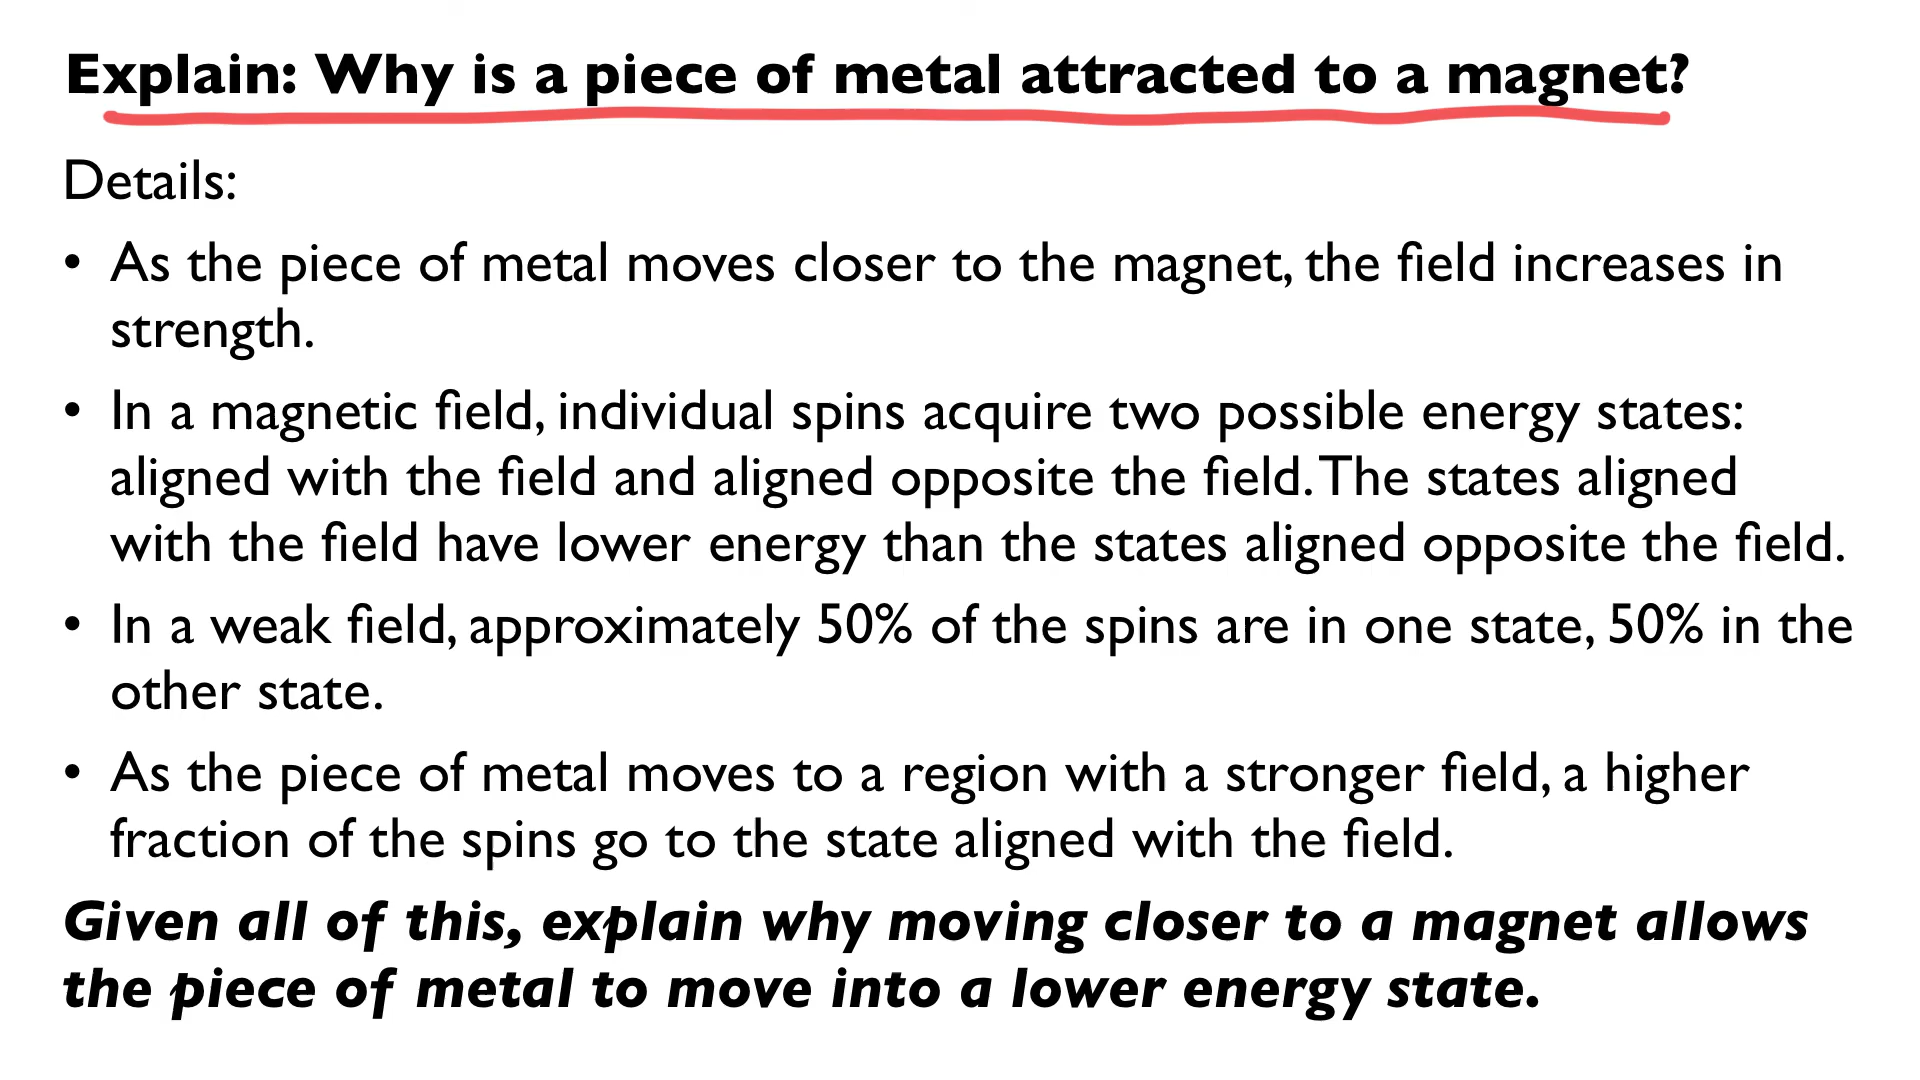 Explain: Why is a piece of metal attracted to a magnet?
Details:
• As the piece of metal moves closer to the magnet, the field increases in
strength.
• In a magnetic field, individual spins acquire two possible energy states:
aligned with the field and aligned opposite the field. The states aligned
with the field have lower energy than the states aligned opposite the field.
• In a weak field, approximately 50% of the spins are in one state, 50% in the
other state.
• As the piece of metal moves to a region with a stronger field, a higher
fraction of the spins go to the state aligned with the field.
Given all of this, explain why moving closer to a magnet allows
the piece of metal to move into a lower energy state.